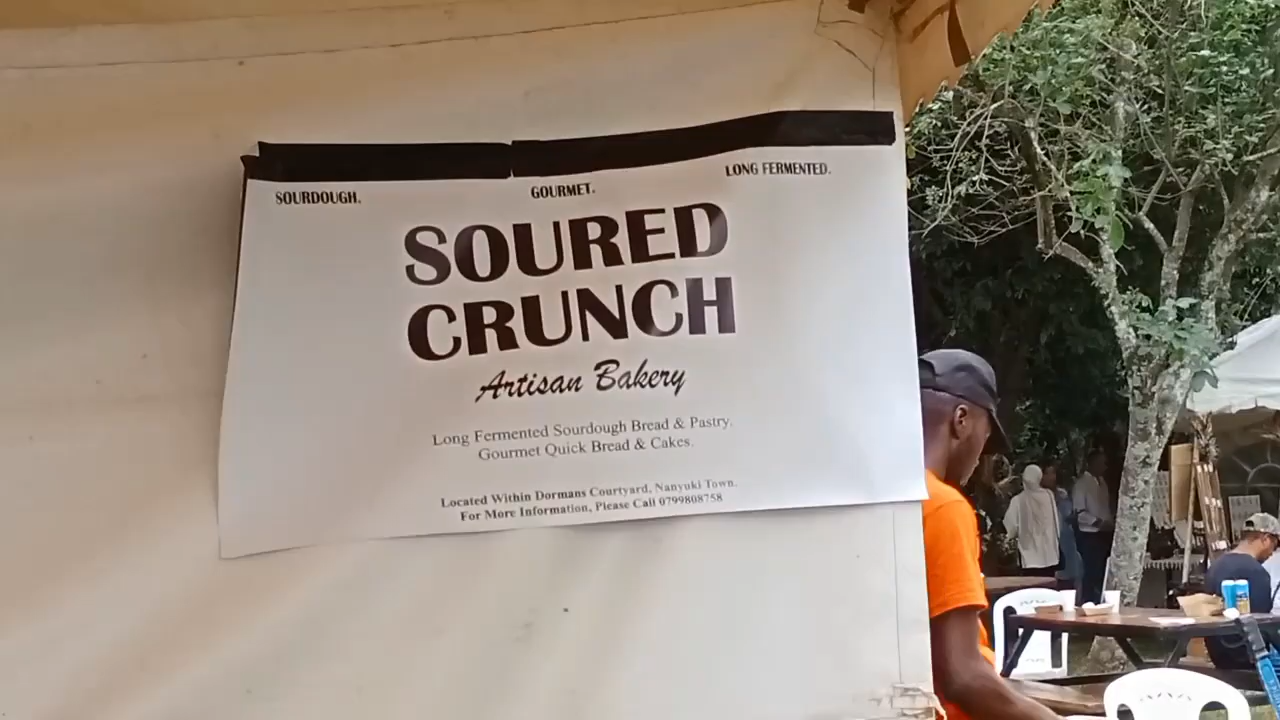 SOURDOUGH. GOURMET. LONG FERMENTED.
SOURED
CRUNCH
Artisan Bakery
Long Fermented Sourdough Bread & Pastry.
Gourmet Quick Bread & Cakes.
Located Within Dormans Courtyard, Nanyuki Town.
For More Information, Please Call 0799808758